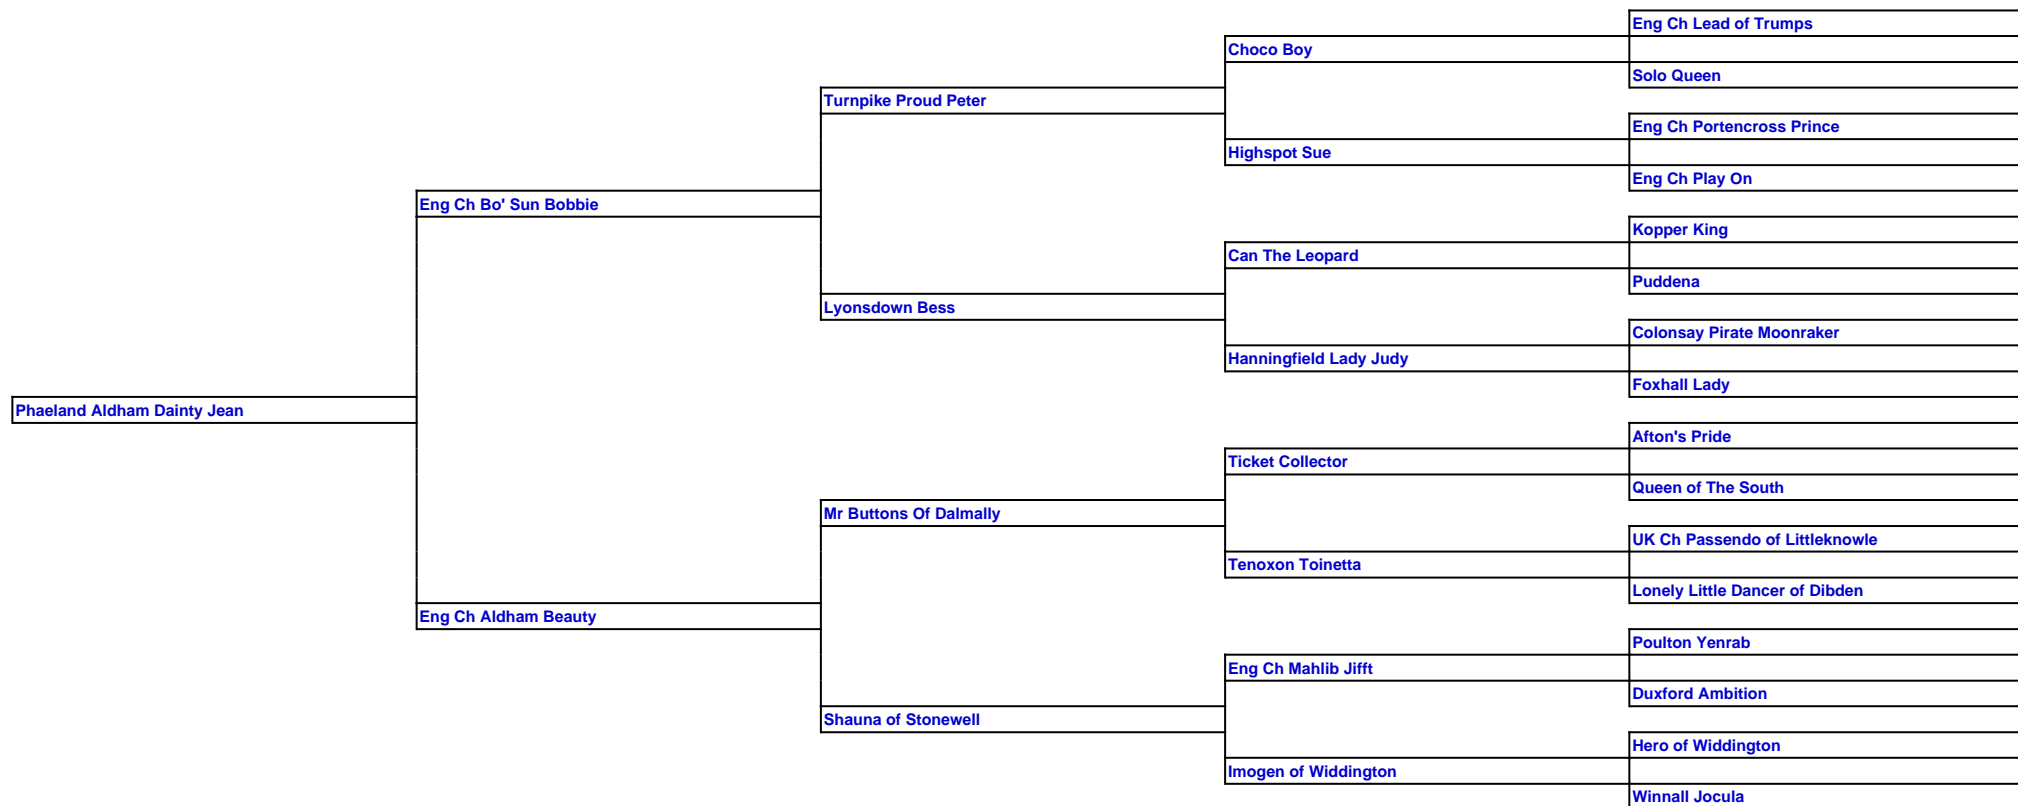 Eng Ch Lead of Trumps
Choco Boy
Solo Queen
Turnpike Proud Peter
Eng Ch Portencross Prince
Highspot Sue
Eng Ch Play On
Eng Ch Bo' Sun Bobbie
Kopper King
Can The Leopard
Puddena
Lyonsdown Bess
Colonsay Pirate Moonraker
Hanningfield Lady Judy
Foxhall Lady
Phaeland Aldham Dainty Jean
Afton's Pride
Ticket Collector
Queen of The South
Mr Buttons Of Dalmally
UK Ch Passendo of Littleknowle
Tenoxon Toinetta
Lonely Little Dancer of Dibden
Eng Ch Aldham Beauty
Poulton Yenrab
Eng Ch Mahlib Jifft
Duxford Ambition
Shauna of Stonewell
Hero of Widdington
Imogen of Widdington
Winnall Jocula